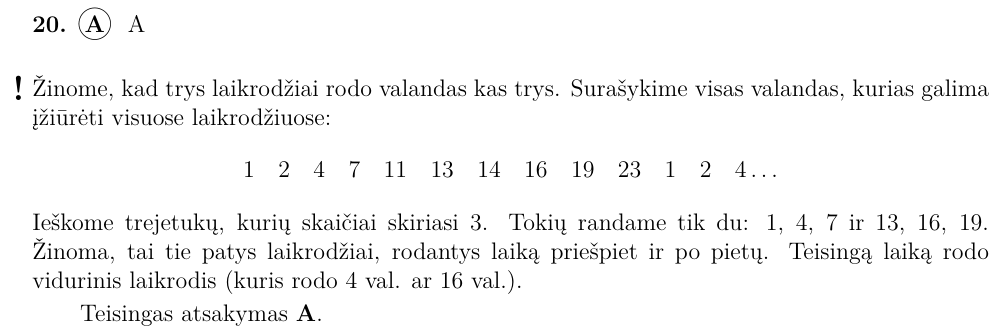 20. A A
! Žinome, kad trys laikrodžiai rodo valandas kas trys. Surašykime visas valandas, kurias galima
įžiūrėti visuose laikrodžiuose:
1 2 4 7 11 13 14 16 19 23 1 2 4...
Ieškome trejetukų, kurių skaičiai skiriasi 3. Tokių randame tik du: 1, 4, 7 ir 13, 16, 19.
Žinoma, tai tie patys laikrodžiai, rodantys laiką priešpiet ir po pietų. Teisingą laiką rodo
vidurinis laikrodis (kuris rodo 4 val. ar 16 val.).
Teisingas atsakymas A.